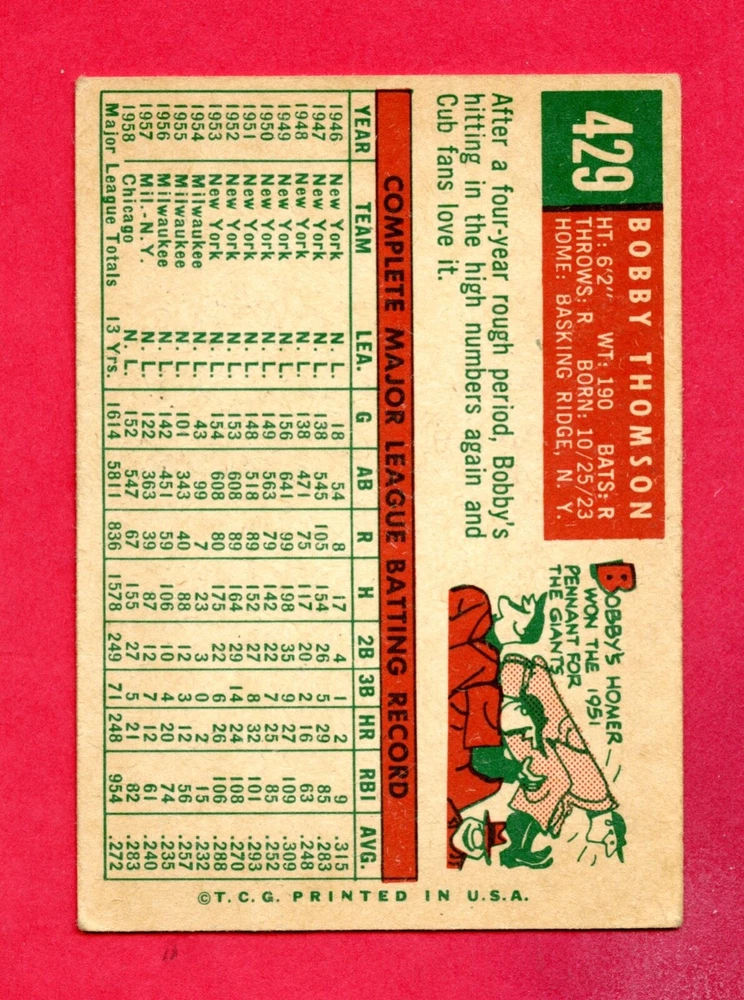 429
BOBBY THOMSON
HT: 6'2" WT: 190 BATS: R
THROWS: R BORN: 10/25/23
HOME: BASKING RIDGE, N. Y.
After a four-year rough period, Bobby's
hitting in the high numbers again and
Cub fans love it.
BOBBY'S HOMER
WON THE 1951
PENNANT FOR
THE GIANTS
COMPLETE MAJOR LEAGUE BATTING RECORD
YEAR TEAM LEA. G AB R H 2B 3B HR RBI AVG.
1946 New York N. L. 18 54 8 17 4 1 2 9 .315
1947 New York N. L. 138 545 105 154 26 5 29 85 .283
1948 New York N. L. 138 471 75 117 20 2 16 63 .248
1949 New York N. L. 156 641 99 198 35 9 27 109 .309
1950 New York N. L. 149 563 79 142 22 7 25 85 .252
1951 New York N. L. 148 518 89 152 27 8 32 101 .293
1952 New York N. L. 153 608 89 164 29 14 24 108 .270
1953 New York N. L. 154 608 80 175 22 6 26 106 .288
1954 Milwaukee N. L. 43 99 7 23 3 0 2 15 .232
1955 Milwaukee N. L. 101 343 40 88 12 3 12 56 .257
1956 Milwaukee N. L. 142 451 59 106 10 4 20 74 .235
1957 Mil.-N.Y. N. L. 122 363 39 87 12 7 12 61 .240
1958 Chicago N. L. 152 547 67 155 27 5 21 82 .283
Major League Totals 13 Yrs. 1614 5811 836 1578 249 71 248 954 .272
©T.C.G. PRINTED IN U.S.A.